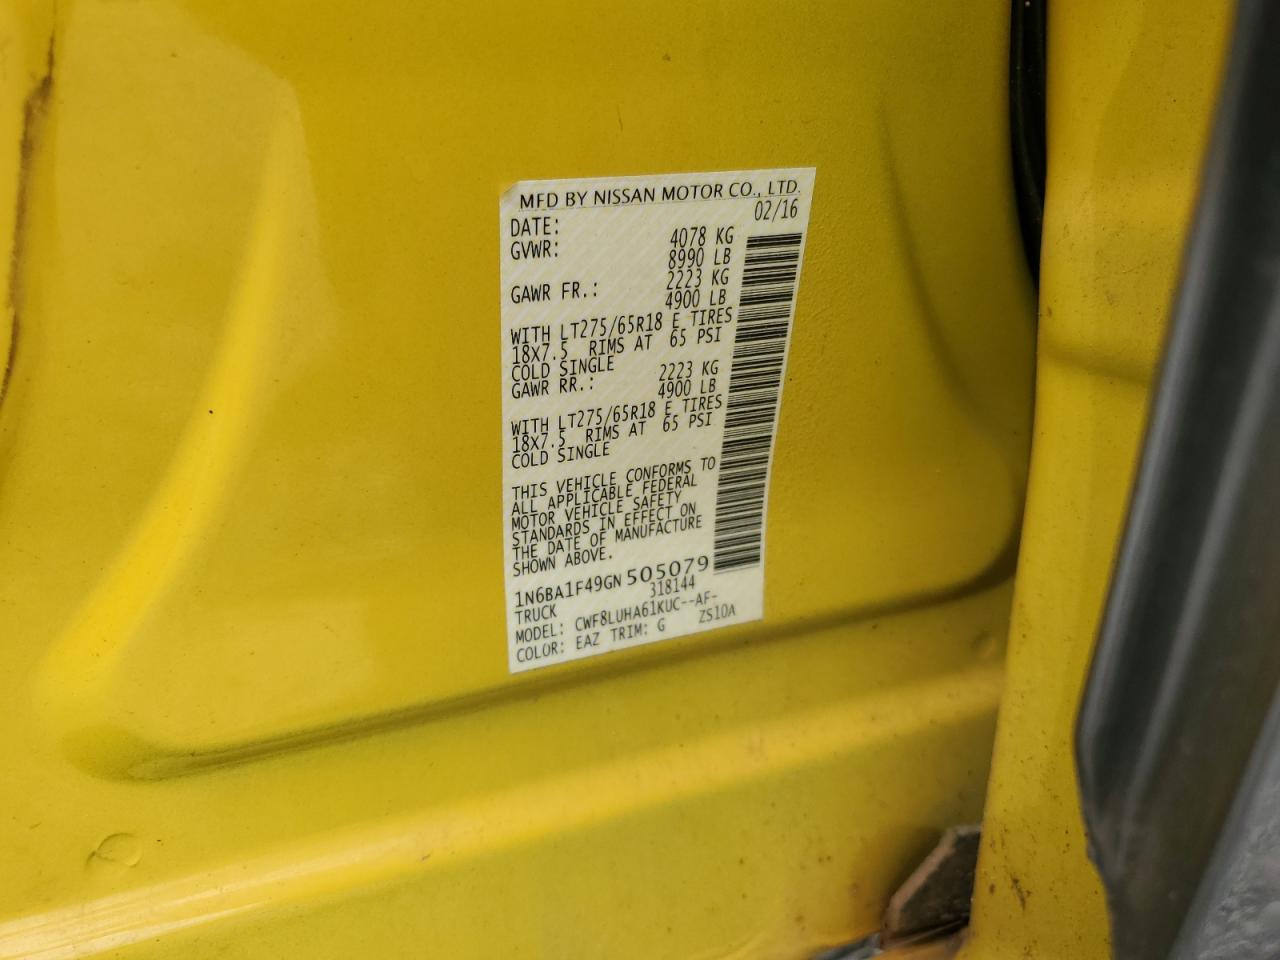 MFD BY NISSAN MOTOR CO., LTD.
DATE: 02/16
GVWR: 4078 KG
8990 LB
GAWR FR.: 2223 KG
4900 LB
WITH LT275/65R18 E TIRES
18X7.5 RIMS AT 65 PSI
COLD SINGLE
GAWR RR.: 2223 KG
4900 LB
WITH LT275/65R18 E TIRES
18X7.5 RIMS AT 65 PSI
COLD SINGLE
THIS VEHICLE CONFORMS TO
ALL APPLICABLE FEDERAL
MOTOR VEHICLE SAFETY
STANDARDS IN EFFECT ON
THE DATE OF MANUFACTURE
SHOWN ABOVE.
1N6BA1F49GN505079
TRUCK 318144
MODEL: CWF8LUHA61KUC--AF-
COLOR: EAZ TRIM: G ZS10A